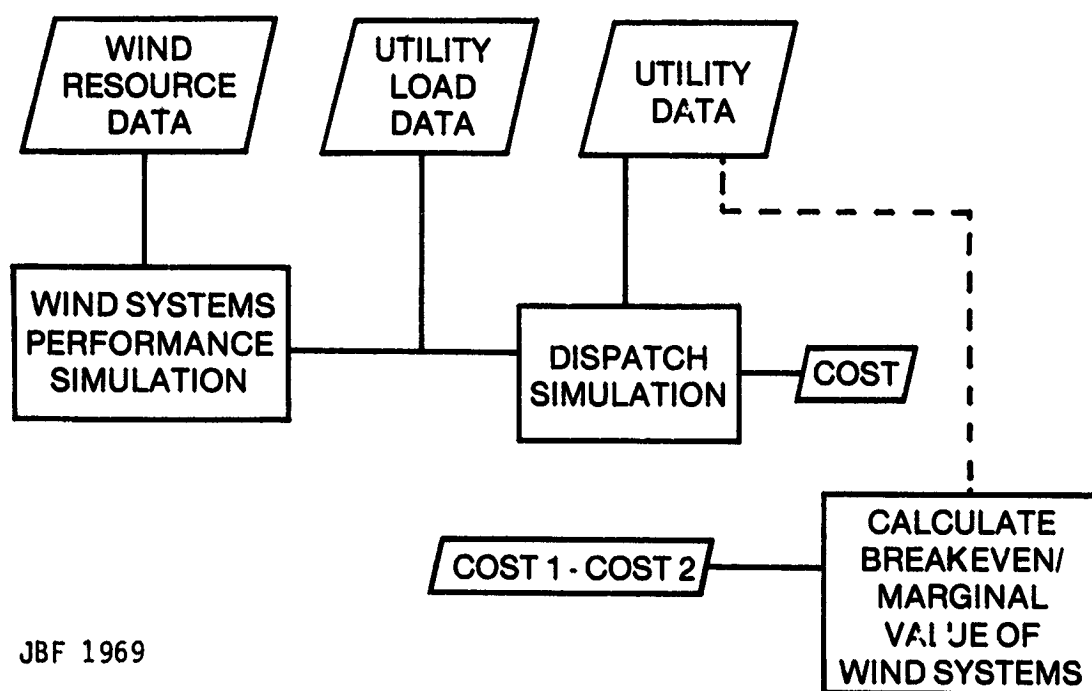 WIND
RESOURCE
DATA
UTILITY
LOAD
DATA
UTILITY
DATA
WIND SYSTEMS
PERFORMANCE
SIMULATION
DISPATCH
SIMULATION
COST
COST 1 - COST 2
CALCULATE
BREAKEVEN/
MARGINAL
VALUE OF
WIND SYSTEMS
JBF 1969